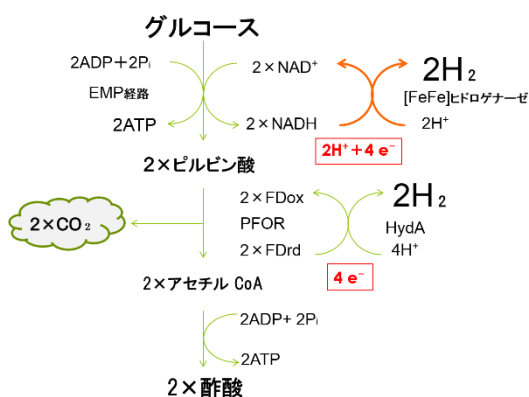 グルコース
2ADP＋2Pi
2×NAD⁺
2H₂
EMP経路
[FeFe]ヒドロゲナーゼ
2ATP
2×NADH
2H⁺
2H⁺＋4 e⁻
2×ピルビン酸
2×FDox
2H₂
2×CO₂
PFOR
HydA
2×FDrd
4H⁺
4 e⁻
2×アセチル CoA
2ADP+ 2Pi
2ATP
2×酢酸